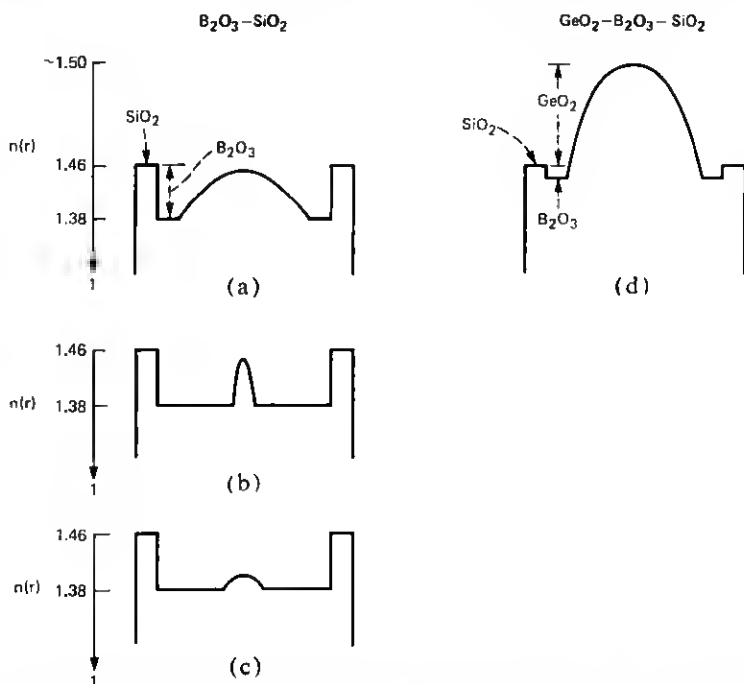 B₂O₃–SiO₂
~1.50
SiO₂
B₂O₃
n(r)
1.46
1.38
1
(a)
GeO₂–B₂O₃–SiO₂
GeO₂
SiO₂
B₂O₃
(d)
1.46
n(r)
1.38
1
(b)
1.46
n(r)
1.38
1
(c)